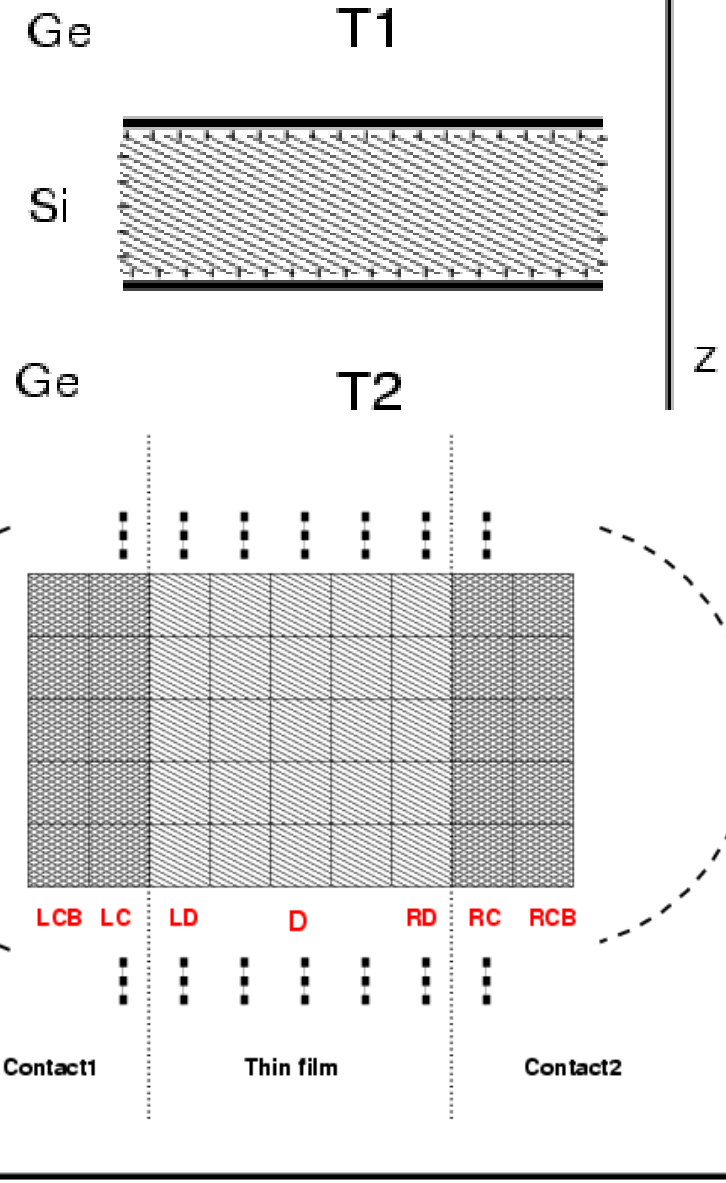 Ge T1
Si
Z
Ge T2
LCB LC LD D RD RC RCB
Contact1 Thin film Contact2